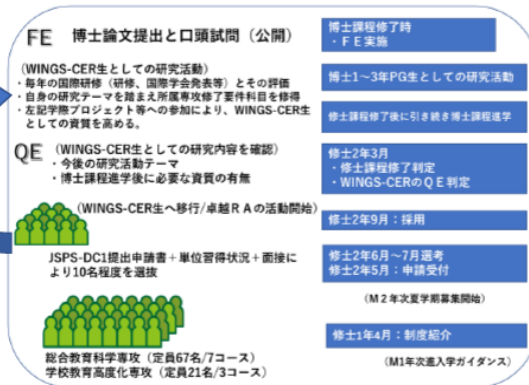 FE 博士論文提出と口頭試問（公開）
(WINGS-CER生としての研究活動)
・毎年の国際研修（研修、国際学会発表等）とその評価
・自身の研究テーマを踏まえ所属専攻修了要件科目を修得
・左記学際プロジェクト等への参加により、WINGS-CER生
としての資質を高める。
QE （WINGS-CER生としての研究内容を確認）
・今後の研究活動テーマ
・博士課程進学後に必要な資質の有無
(WINGS-CER生へ移行/卓越ＲＡの活動開始)
JSPS-DC1提出申請書＋単位習得状況＋面接に
より10名程度を選抜
総合教育科学専攻（定員67名/7コース）
学校教育高度化専攻（定員21名/3コース）
博士課程修了時
・ＦＥ実施
博士1～3年PG生としての研究活動
修士課程修了後に引き続き博士課程進学
修士2年3月
・修士課程修了判定
・WINGS-CERのＱＥ判定
修士2年9月：採用
修士2年6月～7月選考
修士2年5月：申請受付
（Ｍ２年次夏学期募集開始）
修士1年4月：制度紹介
（M1年次進入学ガイダンス）